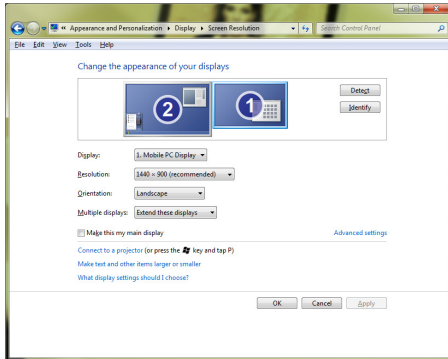 « Appearance and Personalization ▸ Display ▸ Screen Resolution
Search Control Panel
File Edit View Tools Help
Change the appearance of your displays
2
1
Detect
Identify
Display: 1. Mobile PC Display
Resolution: 1440 × 900 (recommended)
Orientation: Landscape
Multiple displays: Extend these displays
Make this my main display
Advanced settings
Connect to a projector (or press the key and tap P)
Make text and other items larger or smaller
What display settings should I choose?
OK Cancel Apply